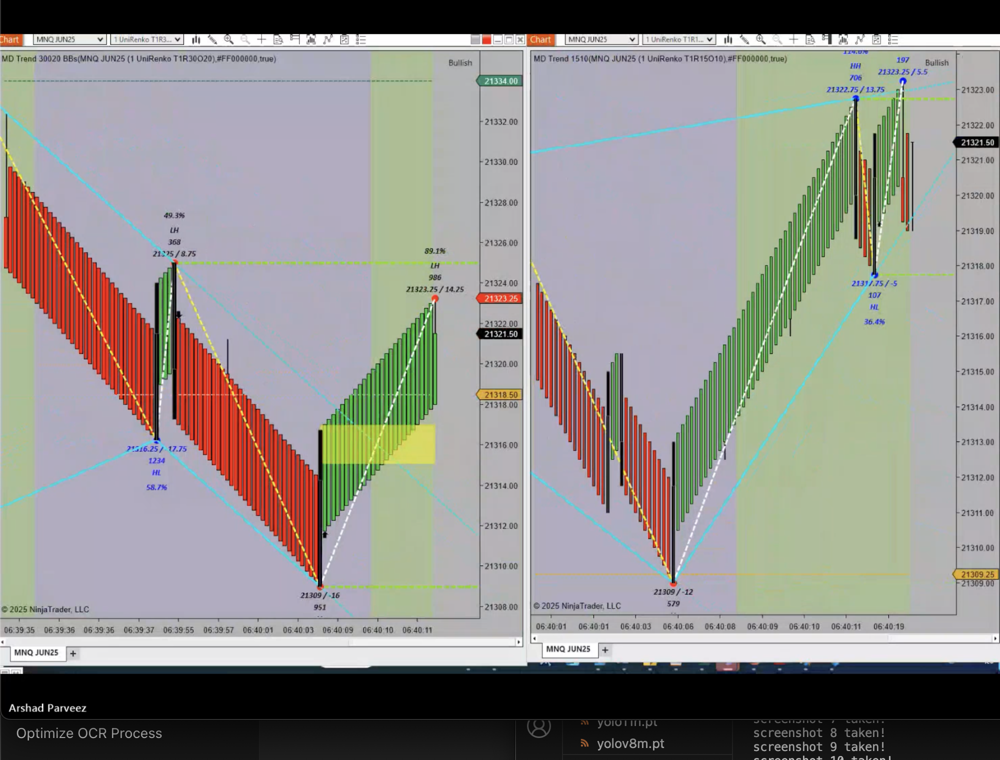 Chart MNQ JUN25 1 UniRenko T1R3...
MD Trend 30O20 BBs(MNQ JUN25 (1 UniRenko T1R30O20),#FF000000,true)
Bullish
21334.00
21332.00
21330.00
21328.00
21326.00
21324.00
21323.25
21322.00
21321.50
21320.00
21318.50
21318.00
21316.00
21314.00
21312.00
21310.00
21308.00
49.3%
LH
368
21325 / 8.75
89.1%
LH
986
21323.25 / 14.25
21316.25 / -17.75
1234
HL
58.7%
21309 / -16
951
© 2025 NinjaTrader, LLC
06:39:35 06:39:36 06:39:36 06:39:37 06:39:55 06:39:57 06:40:01 06:40:03 06:40:09 06:40:10 06:40:11
MNQ JUN25 +
Chart MNQ JUN25 1 UniRenko T1R1...
MD Trend 1510(MNQ JUN25 (1 UniRenko T1R15O10),#FF000000,true)
Bullish
HH
706
21322.75 / 13.75
197
21323.25 / 5.5
21323.00
21322.00
21321.50
21320.00
21319.00
21318.00
21317.00
21316.00
21315.00
21314.00
21313.00
21312.00
21311.00
21310.00
21309.25
21317.75 / -5
107
HL
36.4%
21309 / -12
579
© 2025 NinjaTrader, LLC
06:40:01 06:40:03 06:40:05 06:40:08 06:40:09 06:40:10 06:40:11 06:40:19
MNQ JUN25 +
Arshad Parveez
Optimize OCR Process
yolo11n.pt
yolov8m.pt
screenshot 7 taken!
screenshot 8 taken!
screenshot 9 taken!
screenshot 10 taken!